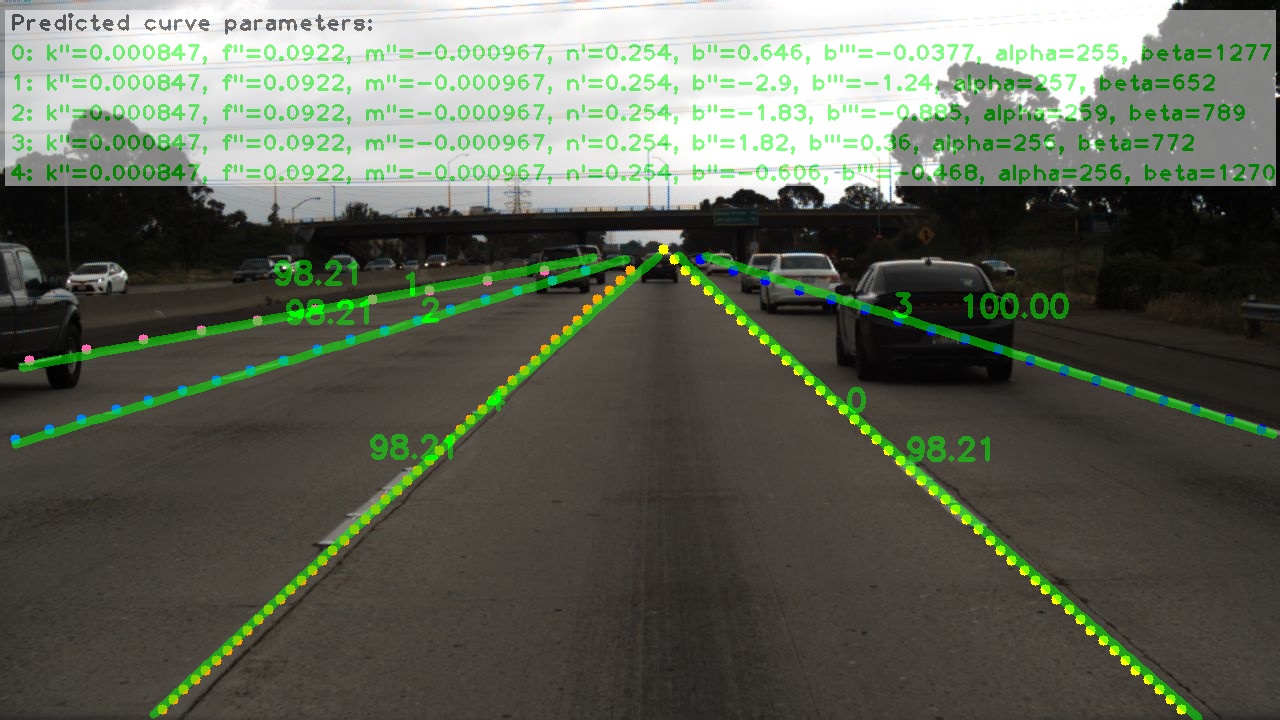 Predicted curve parameters:
0: k''=0.000847, f''=0.0922, m''=-0.000967, n'=0.254, b''=0.646, b'''=-0.0377, alpha=255, beta=1277
1: k''=0.000847, f''=0.0922, m''=-0.000967, n'=0.254, b''=-2.9, b'''=-1.24, alpha=257, beta=652
2: k''=0.000847, f''=0.0922, m''=-0.000967, n'=0.254, b''=-1.83, b'''=-0.885, alpha=259, beta=789
3: k''=0.000847, f''=0.0922, m''=-0.000967, n'=0.254, b''=1.82, b'''=0.36, alpha=256, beta=772
4: k''=0.000847, f''=0.0922, m''=-0.000967, n'=0.254, b''=-0.606, b'''=-0.468, alpha=256, beta=1270
98.21 1
98.21 2
3 100.00
4
0
98.21
98.21